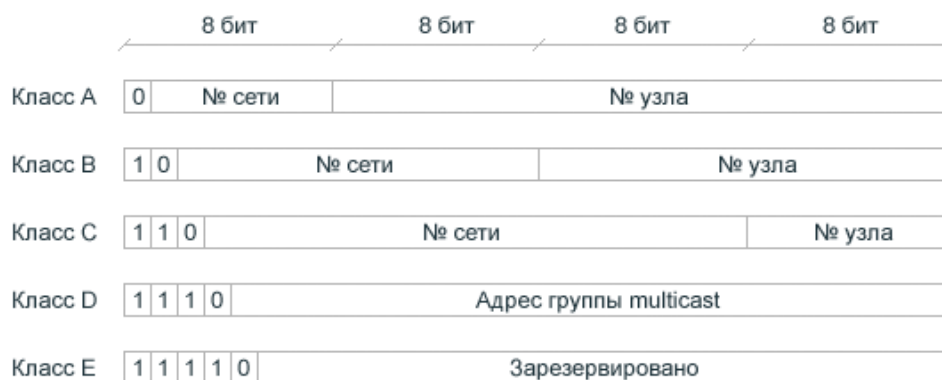 8 бит 8 бит 8 бит 8 бит
Класс A 0 № сети № узла
Класс B 1 0 № сети № узла
Класс C 1 1 0 № сети № узла
Класс D 1 1 1 0 Адрес группы multicast
Класс E 1 1 1 1 0 Зарезервировано